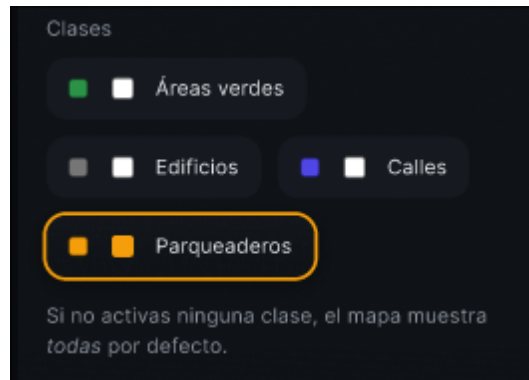 Clases
Áreas verdes
Edificios
Calles
Parqueaderos
Si no activas ninguna clase, el mapa muestra
todas por defecto.